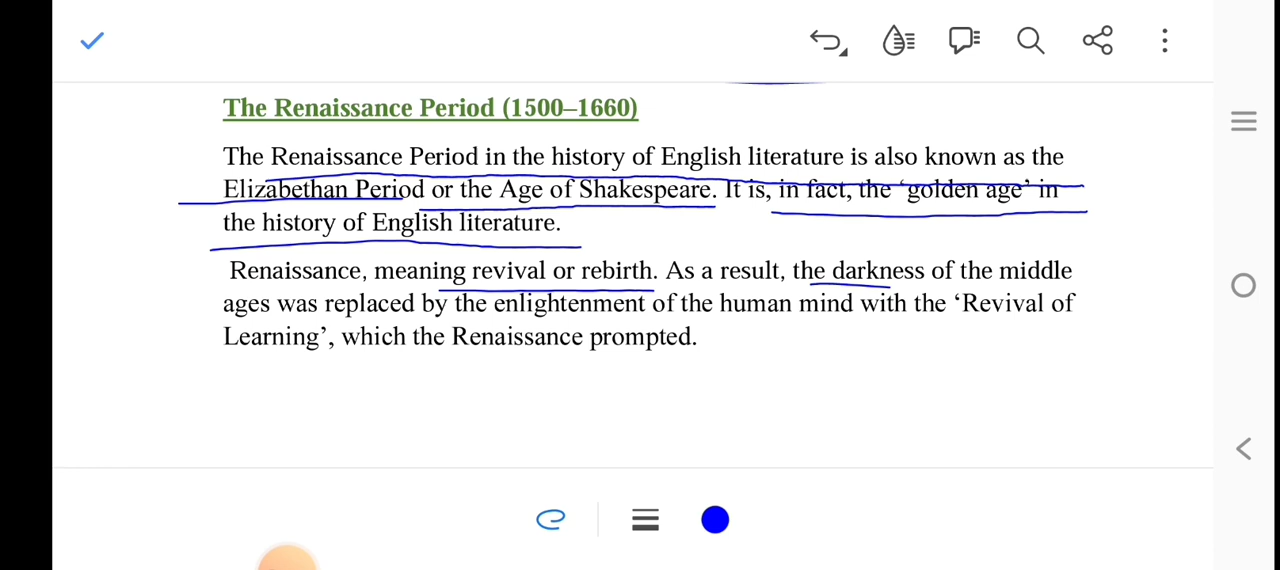 The Renaissance Period (1500–1660)
The Renaissance Period in the history of English literature is also known as the
Elizabethan Period or the Age of Shakespeare. It is, in fact, the ‘golden age’ in
the history of English literature.
Renaissance, meaning revival or rebirth. As a result, the darkness of the middle
ages was replaced by the enlightenment of the human mind with the ‘Revival of
Learning’, which the Renaissance prompted.